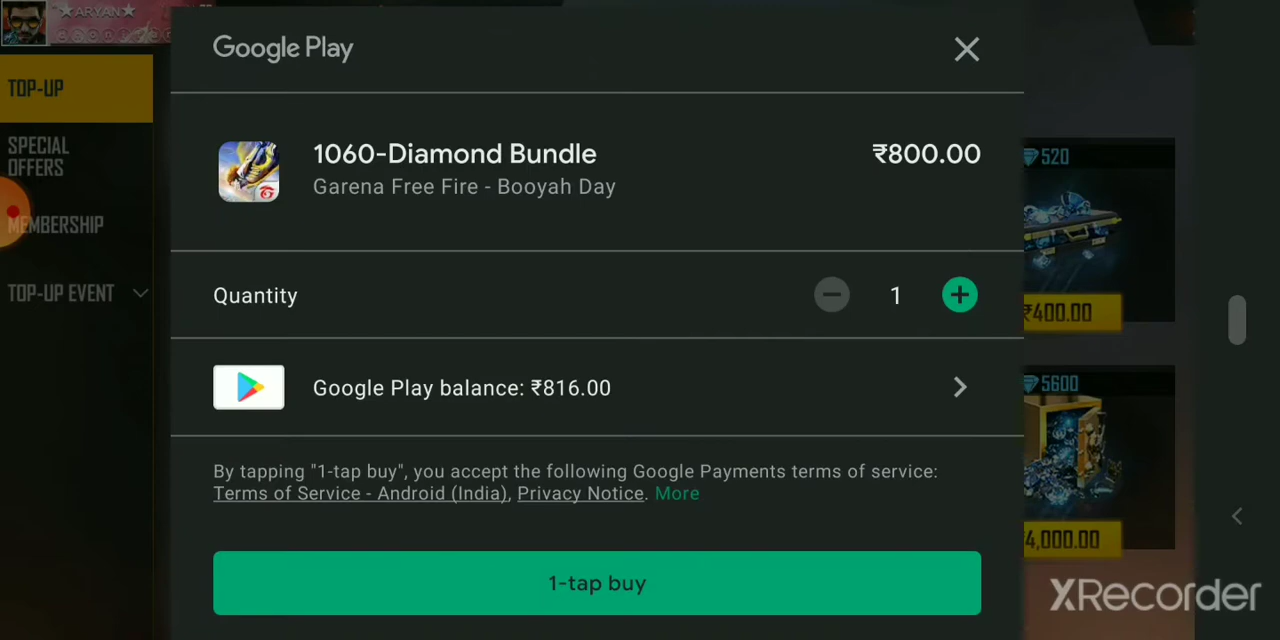 ★ARYAN★
Google Play
TOP-UP
1060-Diamond Bundle
₹800.00
Garena Free Fire - Booyah Day
SPECIAL
OFFERS
520
MEMBERSHIP
TOP-UP EVENT
Quantity
1
₹400.00
Google Play balance: ₹816.00
5600
By tapping "1-tap buy", you accept the following Google Payments terms of service:
Terms of Service - Android (India), Privacy Notice. More
4,000.00
1-tap buy
XRecorder